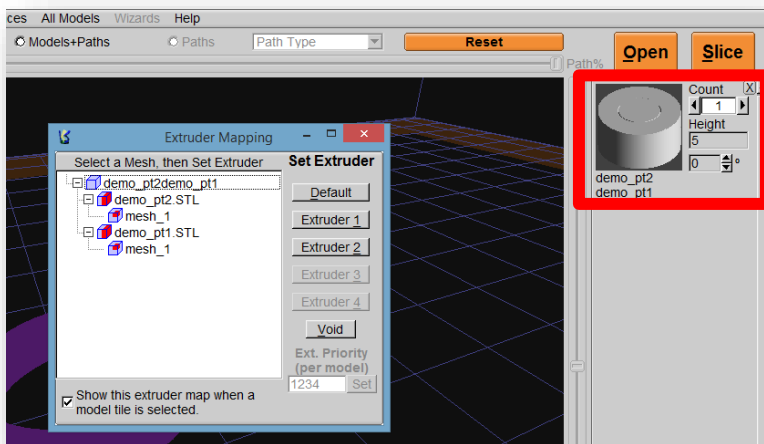 ces All Models Wizards Help
Models+Paths Paths Path Type Reset
Path%
Open Slice
Count X
1
Height
5
0 °
demo_pt2
demo_pt1
Extruder Mapping
Select a Mesh, then Set Extruder Set Extruder
demo_pt2demo_pt1
demo_pt2.STL
mesh_1
demo_pt1.STL
mesh_1
Default
Extruder 1
Extruder 2
Extruder 3
Extruder 4
Void
Ext. Priority
(per model)
1234 Set
Show this extruder map when a
model tile is selected.